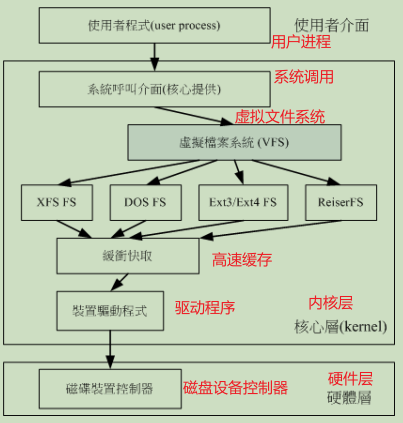 使用者程式(user process)
使用者介面
用户进程
系統呼叫介面(核心提供)
系统调用
虚拟文件系统
虛擬檔案系統 (VFS)
XFS FS
DOS FS
Ext3/Ext4 FS
ReiserFS
緩衝快取
高速缓存
裝置驅動程式
驱动程序
内核层
核心層(kernel)
磁碟裝置控制器
磁盘设备控制器
硬件层
硬體層